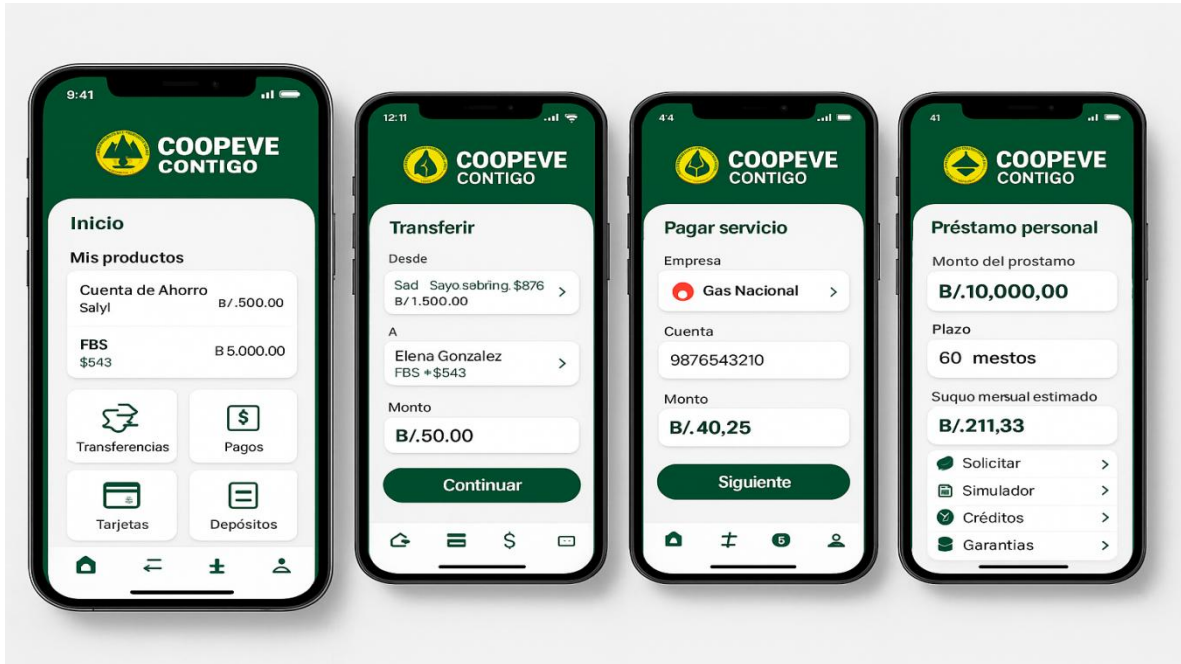 9:41
COOPEVE
CONTIGO
Inicio
Mis productos
Cuenta de Ahorro
Salyl
B/.500.00
FBS
$543
B 5.000.00
Transferencias
Pagos
Tarjetas
Depósitos
12:11
COOPEVE
CONTIGO
Transferir
Desde
Sad Sayo.sebring. $876
B/1.500.00
A
Elena Gonzalez
FBS +$543
Monto
B/.50.00
Continuar
4'4
COOPEVE
CONTIGO
Pagar servicio
Empresa
Gas Nacional
Cuenta
9876543210
Monto
B/.40,25
Siguiente
41
COOPEVE
CONTIGO
Préstamo personal
Monto del prostamo
B/.10,000,00
Plazo
60 mestos
Suquo mersual estimado
B/.211,33
Solicitar
Simulador
Créditos
Garantias